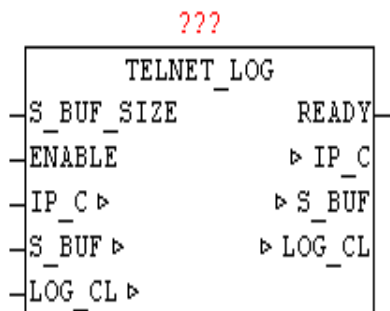 ???
TELNET_LOG
S_BUF_SIZE READY
ENABLE ▹ IP_C
IP_C ▹ ▹ S_BUF
S_BUF ▹ ▹ LOG_CL
LOG_CL ▹